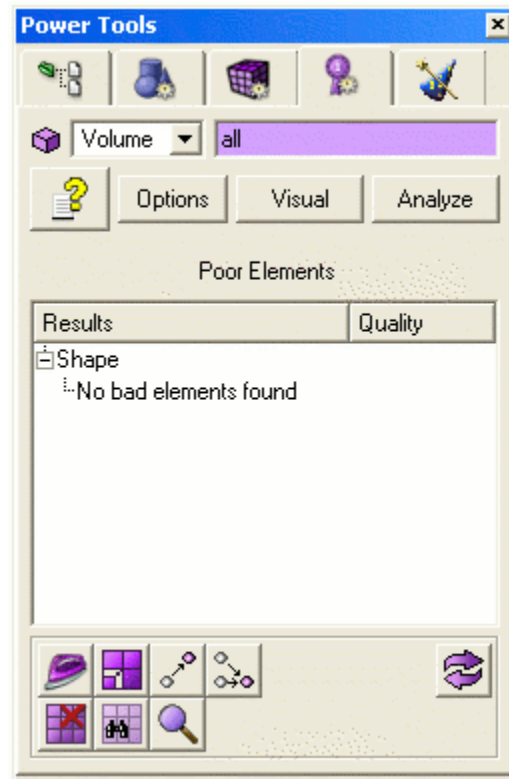 Power Tools
Volume all
Options Visual Analyze
Poor Elements
Results Quality
Shape
No bad elements found